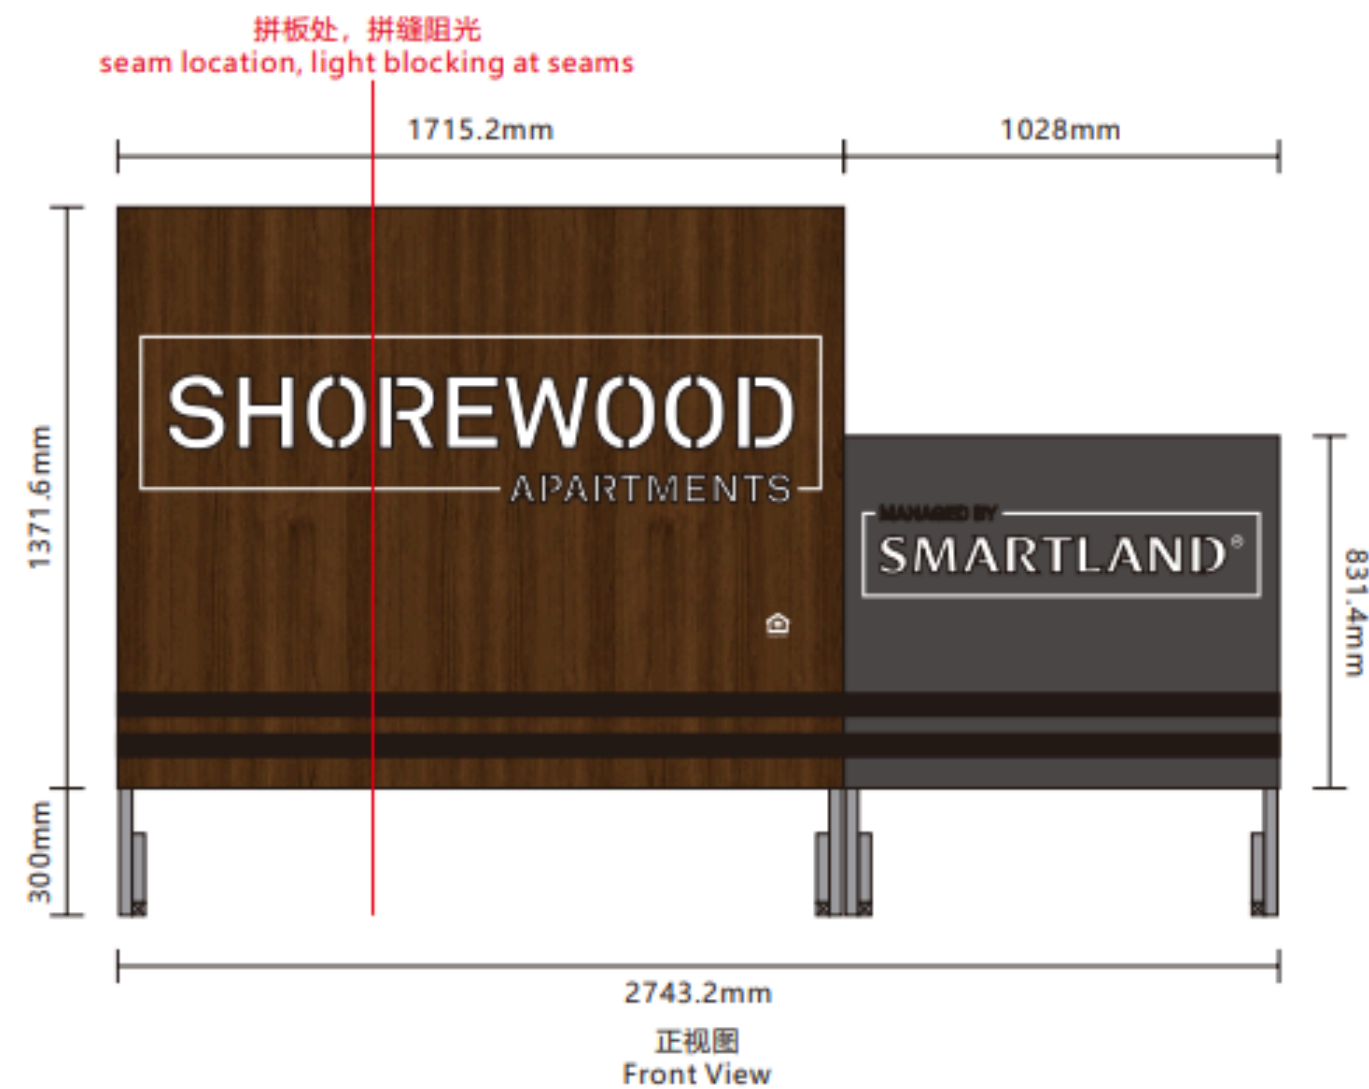 拼板处，拼缝阻光
seam location, light blocking at seams
1715.2mm
1028mm
1371.6mm
SHOREWOOD
APARTMENTS
MANAGED BY
SMARTLAND®
831.4mm
300mm
2743.2mm
正视图
Front View